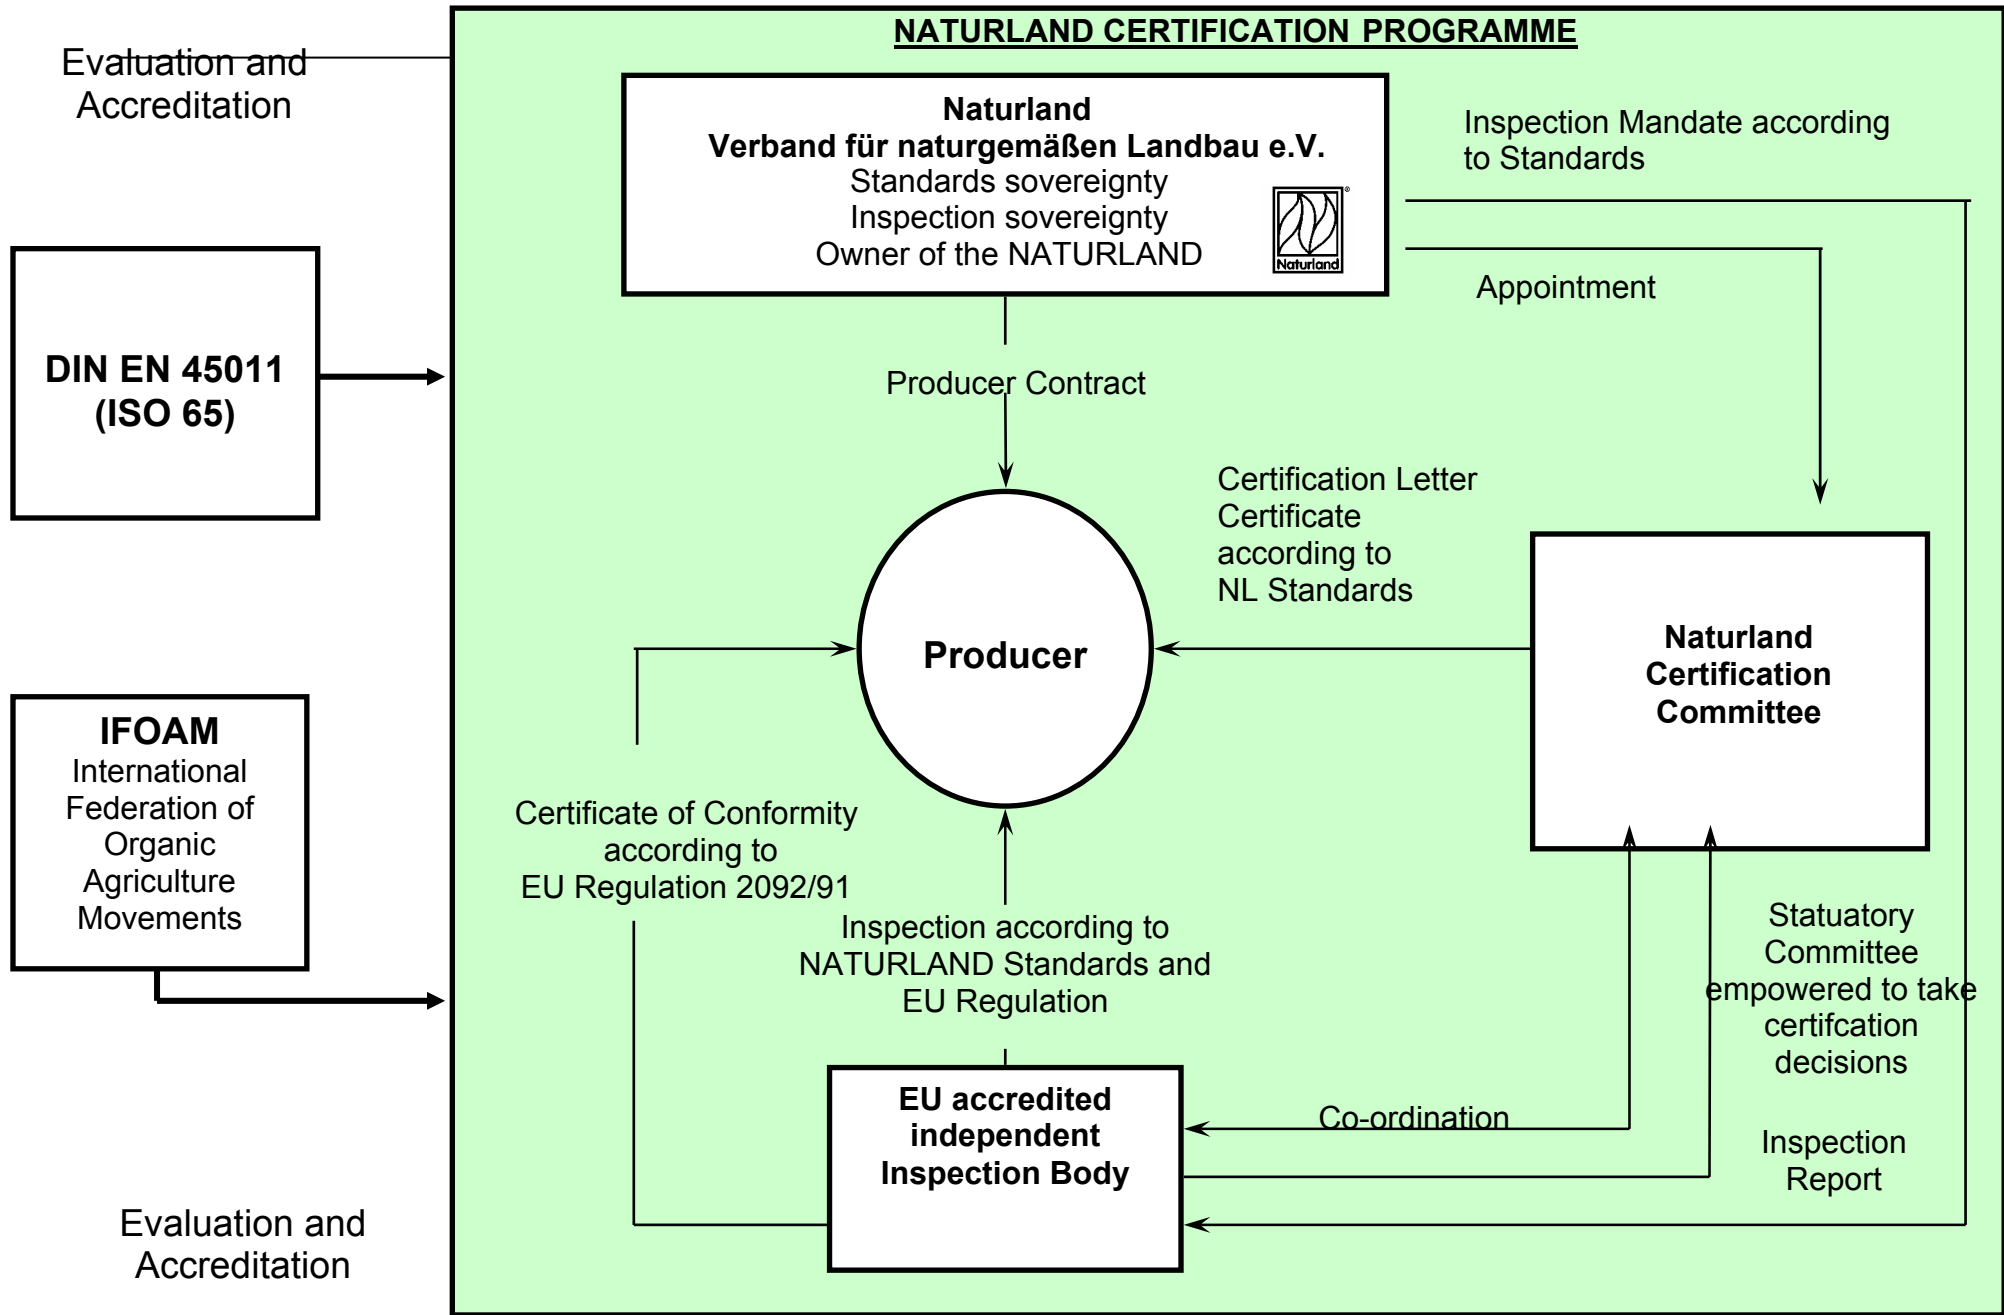 NATURLAND CERTIFICATION PROGRAMME
Evaluation and
Accreditation
Naturland
Verband für naturgemäßen Landbau e.V.
Standards sovereignty
Inspection sovereignty
Owner of the NATURLAND
Naturland
®
Inspection Mandate according
to Standards
Appointment
DIN EN 45011
(ISO 65)
Producer Contract
Certification Letter
Certificate
according to
NL Standards
Producer
Naturland
Certification
Committee
IFOAM
International
Federation of
Organic
Agriculture
Movements
Certificate of Conformity
according to
EU Regulation 2092/91
Inspection according to
NATURLAND Standards and
EU Regulation
Statuatory
Committee
empowered to take
certifcation
decisions
EU accredited
independent
Inspection Body
Co-ordination
Inspection
Report
Evaluation and
Accreditation